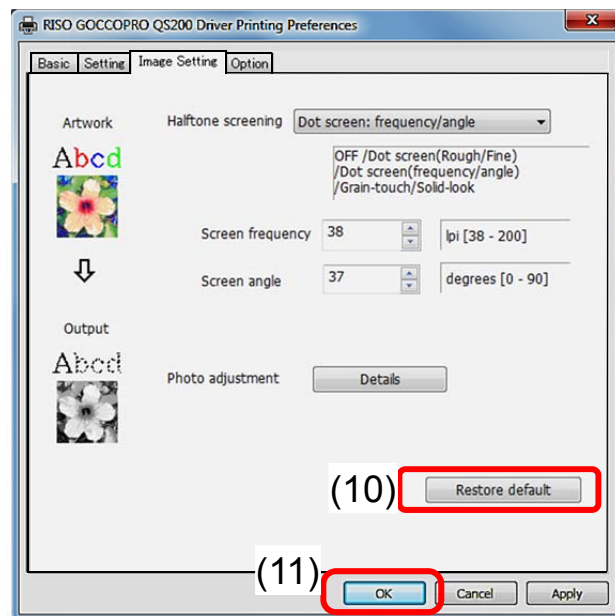 RISO GOCCOPRO QS200 Driver Printing Preferences
Basic Setting Image Setting Option
Artwork
Halftone screening Dot screen: frequency/angle
Abcd
OFF /Dot screen(Rough/Fine)
/Dot screen(frequency/angle)
/Grain-touch/Solid-look
Screen frequency 38 lpi [38 - 200]
Screen angle 37 degrees [0 - 90]
Output
Abcd
Photo adjustment Details
(10) Restore default
(11) OK Cancel Apply